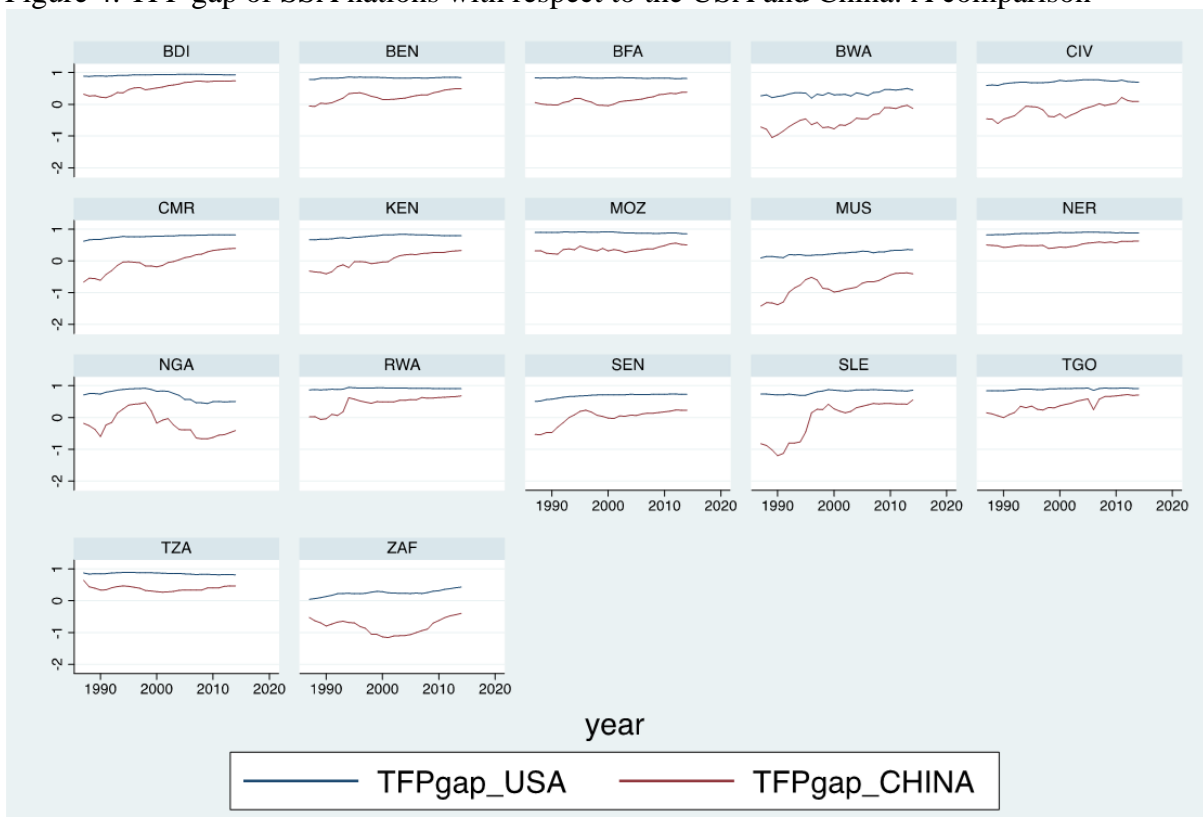 Figure 4: TFP gap of SSA nations with respect to the USA and China: A comparison
BDI BEN BFA BWA CIV
1
0
-1
-2
CMR KEN MOZ MUS NER
1
0
-1
-2
NGA RWA SEN SLE TGO
1
0
-1
-2
1990 2000 2010 2020 1990 2000 2010 2020 1990 2000 2010 2020
TZA ZAF
1
0
-1
-2
1990 2000 2010 2020 1990 2000 2010 2020
year
TFPgap_USA TFPgap_CHINA